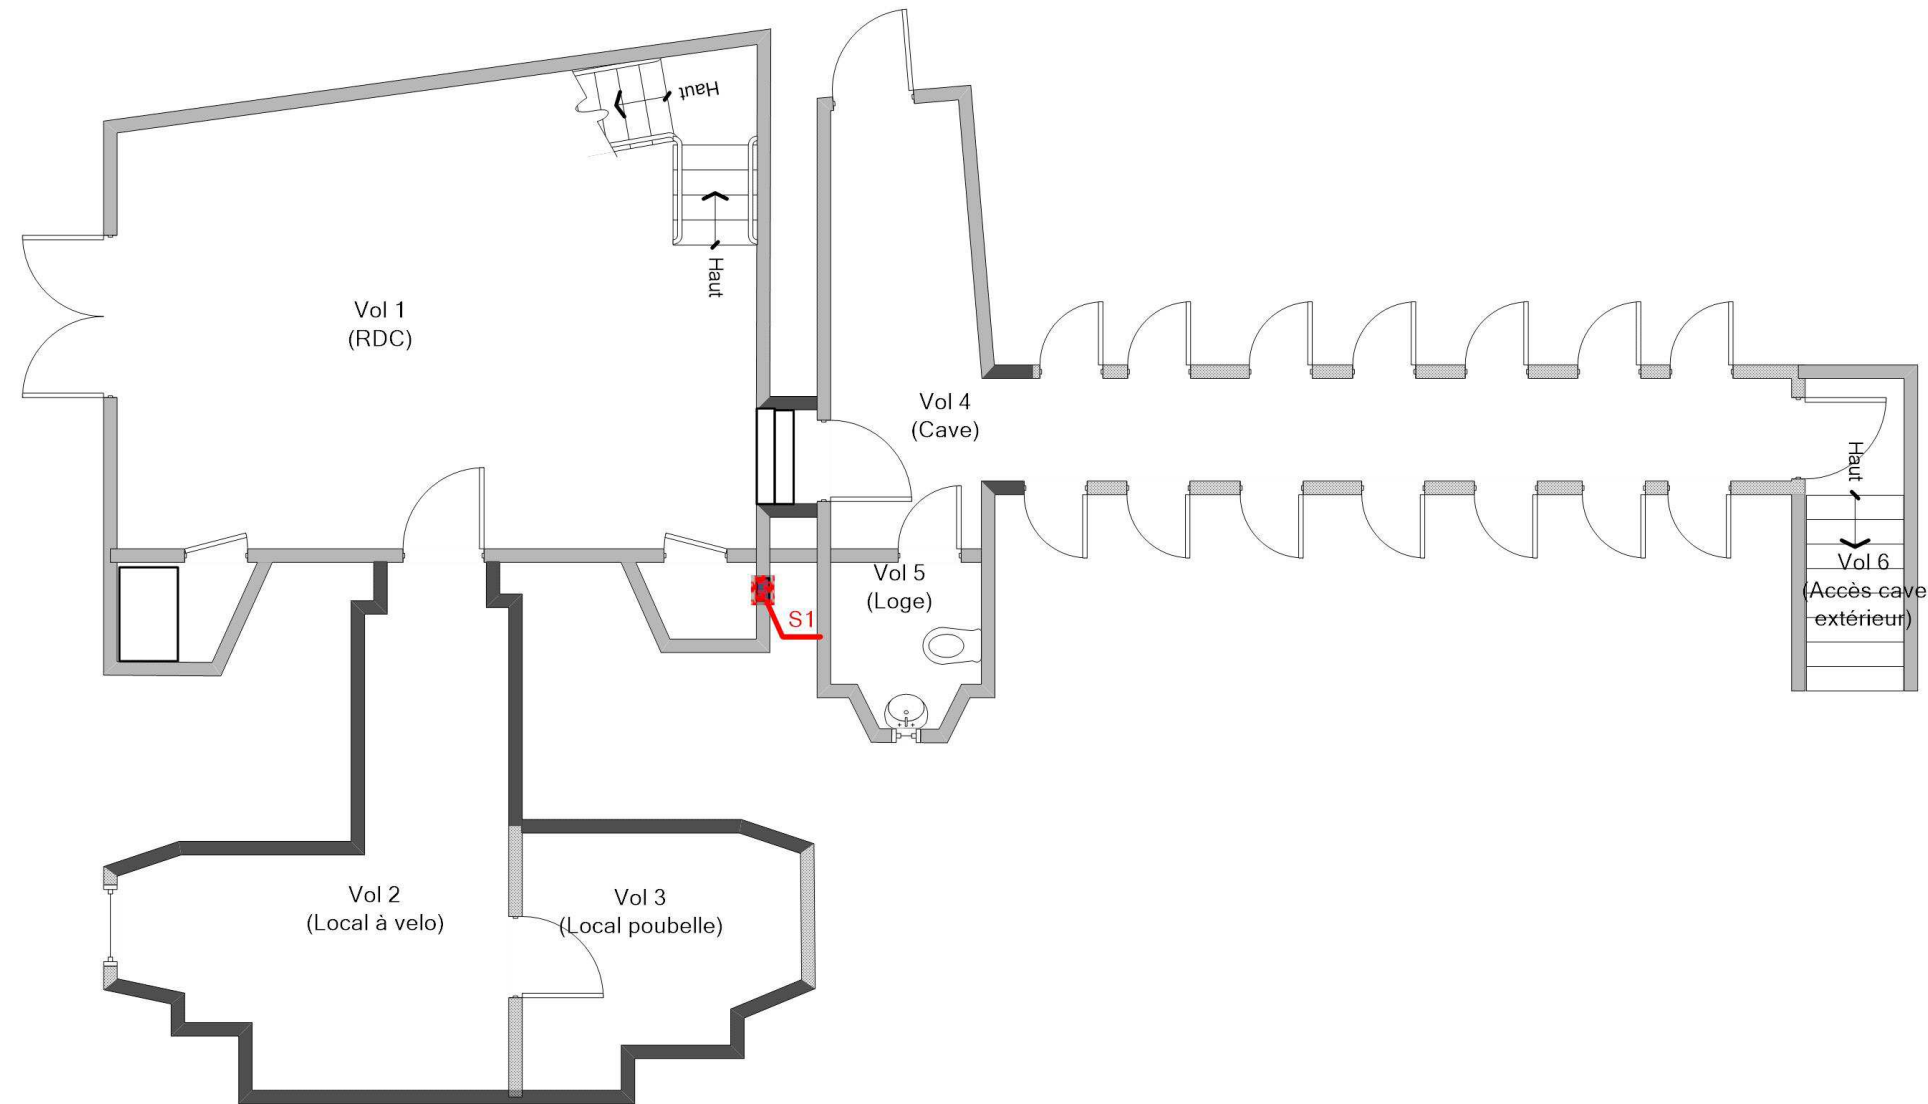 Haut
Haut
Vol 1
(RDC)
Vol 4
(Cave)
Haut
Vol 5
(Loge)
Vol 6
(Accès cave
extérieur)
S1
Vol 2
(Local à velo)
Vol 3
(Local poubelle)